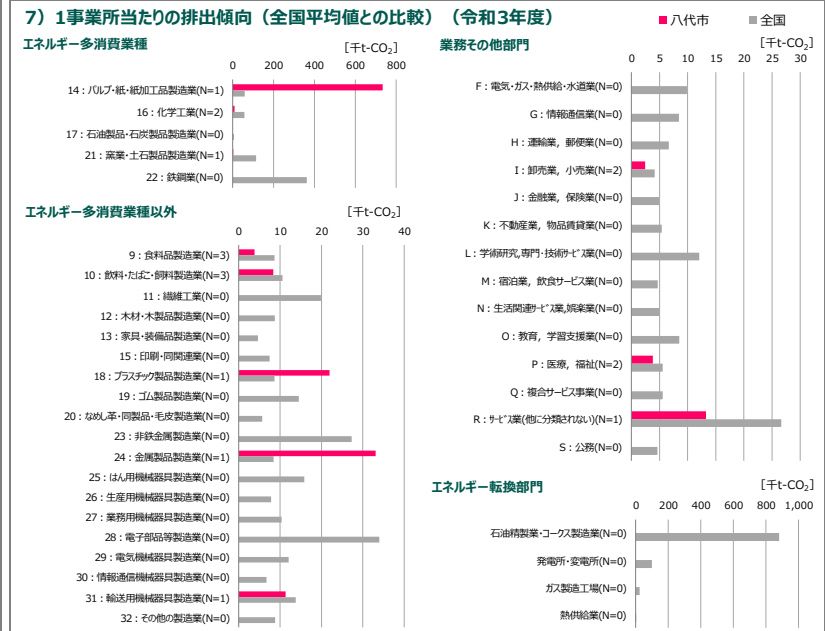 7）1事業所当たりの排出傾向（全国平均値との比較）（令和3年度）
■八代市 ■全国
エネルギー多消費業種
[千t-CO₂]
0 200 400 600 800
14：パルプ・紙・紙加工品製造業(N=1)
16：化学工業(N=2)
17：石油製品・石炭製品製造業(N=0)
21：窯業・土石製品製造業(N=1)
22：鉄鋼業(N=0)
エネルギー多消費業種以外
[千t-CO₂]
0 10 20 30 40
9：食料品製造業(N=3)
10：飲料・たばこ・飼料製造業(N=3)
11：繊維工業(N=0)
12：木材・木製品製造業(N=0)
13：家具・装備品製造業(N=0)
15：印刷・同関連業(N=0)
18：プラスチック製品製造業(N=1)
19：ゴム製品製造業(N=0)
20：なめし革・同製品・毛皮製造業(N=0)
23：非鉄金属製造業(N=0)
24：金属製品製造業(N=1)
25：はん用機械器具製造業(N=0)
26：生産用機械器具製造業(N=0)
27：業務用機械器具製造業(N=0)
28：電子部品等製造業(N=0)
29：電気機械器具製造業(N=0)
30：情報通信機械器具製造業(N=0)
31：輸送用機械器具製造業(N=1)
32：その他の製造業(N=0)
業務その他部門
[千t-CO₂]
0 5 10 15 20 25 30
F：電気・ガス・熱供給・水道業(N=0)
G：情報通信業(N=0)
H：運輸業，郵便業(N=0)
I：卸売業，小売業(N=2)
J：金融業，保険業(N=0)
K：不動産業，物品賃貸業(N=0)
L：学術研究,専門・技術ｻｰﾋﾞｽ業(N=0)
M：宿泊業，飲食サービス業(N=0)
N：生活関連ｻｰﾋﾞｽ業,娯楽業(N=0)
O：教育，学習支援業(N=0)
P：医療，福祉(N=2)
Q：複合サービス事業(N=0)
R：ｻｰﾋﾞｽ業(他に分類されない)(N=1)
S：公務(N=0)
エネルギー転換部門
[千t-CO₂]
0 200 400 600 800 1,000
石油精製業・コークス製造業(N=0)
発電所・変電所(N=0)
ガス製造工場(N=0)
熱供給業(N=0)